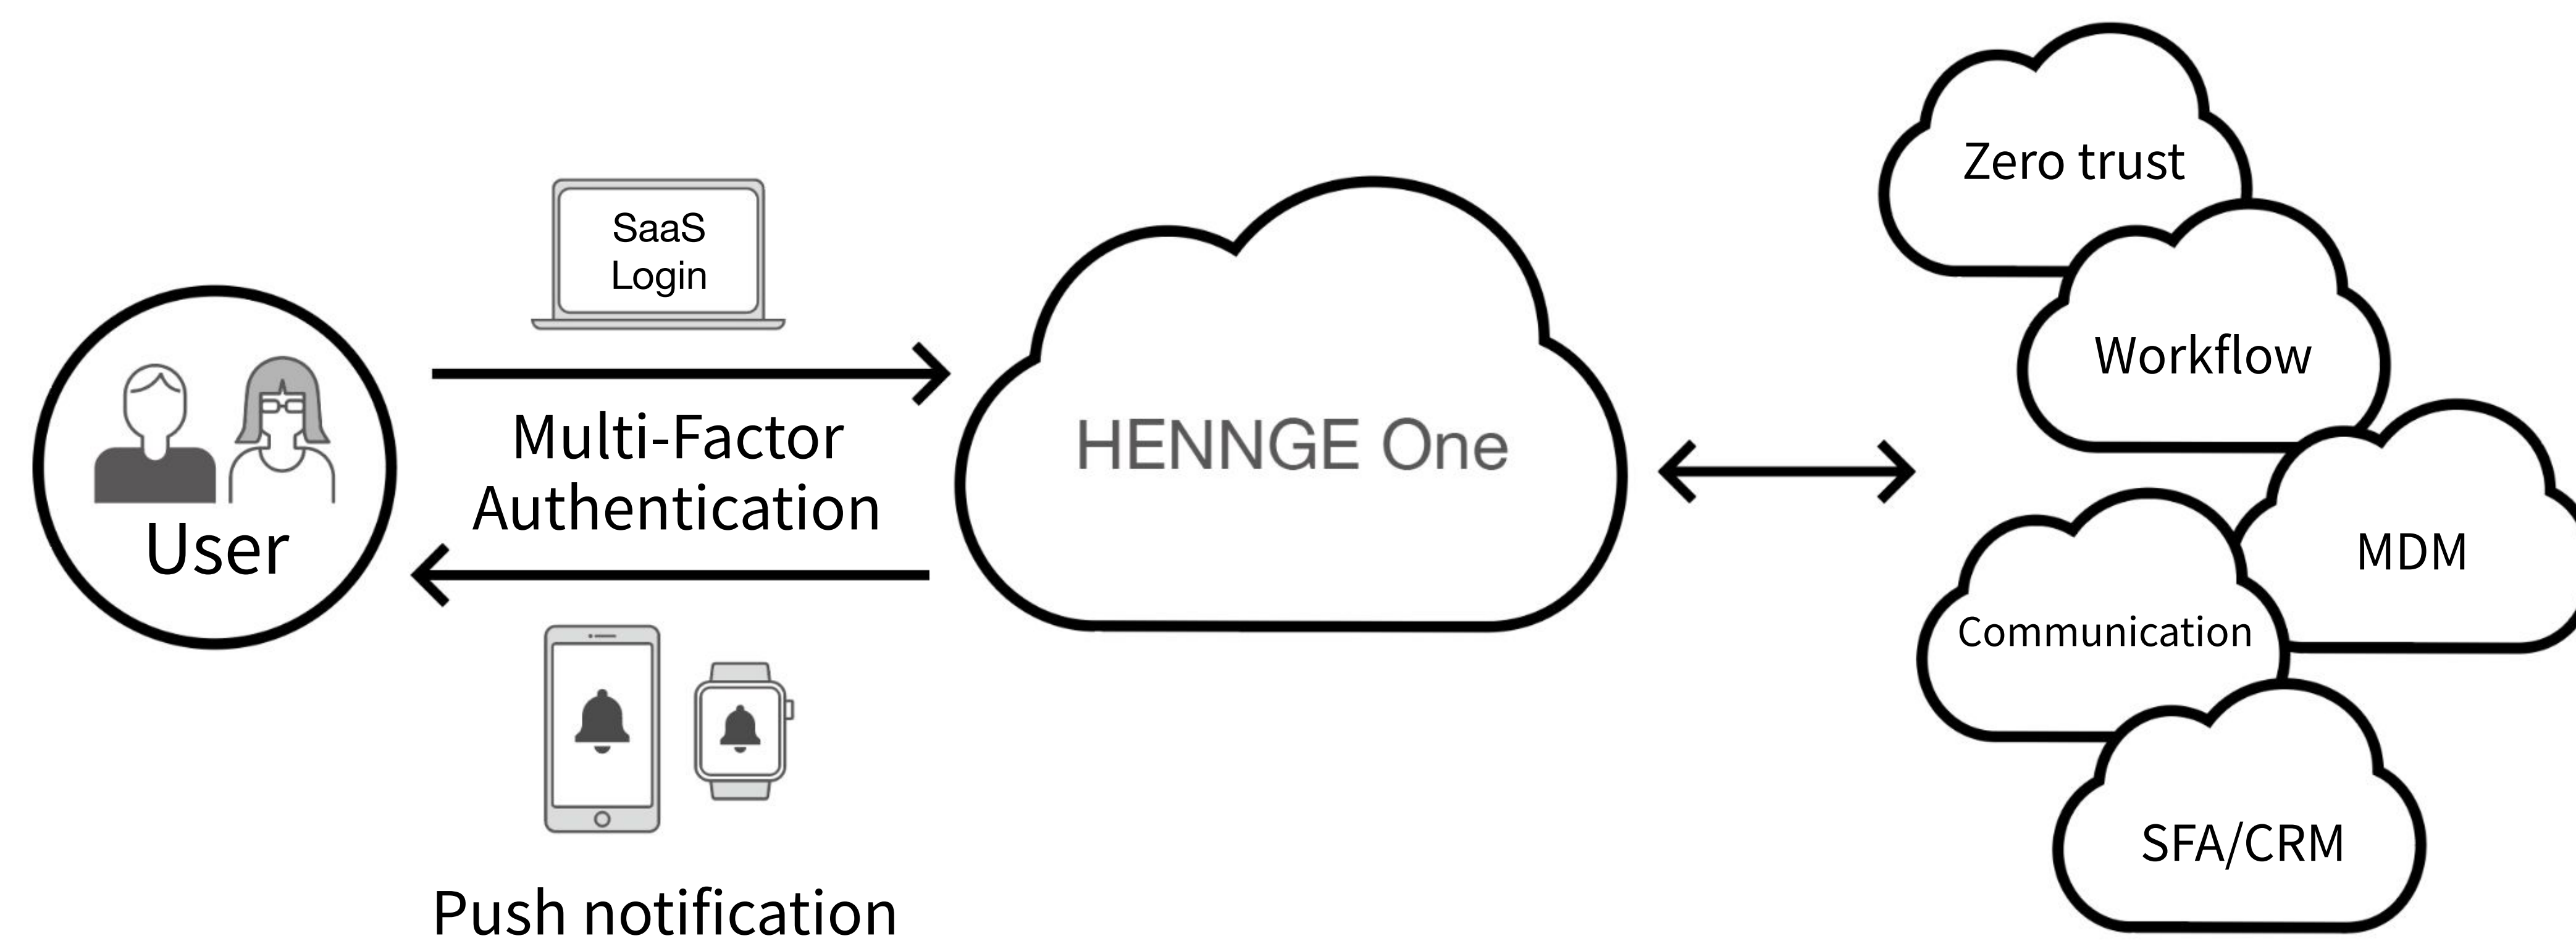 SaaS
Login
Multi-Factor
Authentication
User
Push notification
HENNGE One
Zero trust
Workflow
MDM
Communication
SFA/CRM